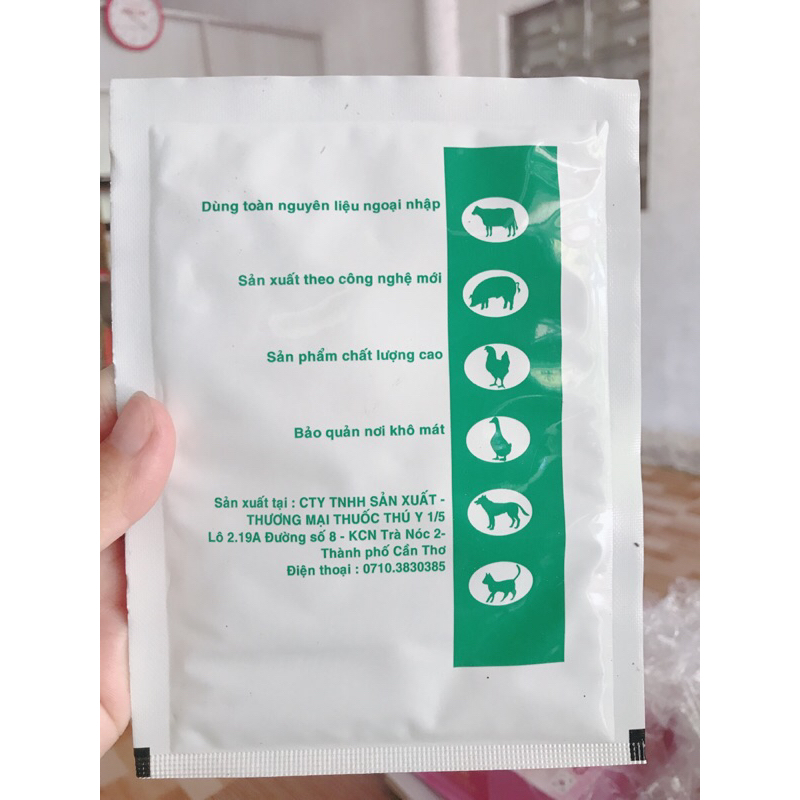 Dùng toàn nguyên liệu ngoại nhập
Sản xuất theo công nghệ mới
Sản phẩm chất lượng cao
Bảo quản nơi khô mát
Sản xuất tại : CTY TNHH SẢN XUẤT -
THƯƠNG MẠI THUỐC THÚ Y 1/5
Lô 2.19A Đường số 8 - KCN Trà Nóc 2-
Thành phố Cần Thơ
Điện thoại : 0710.3830385